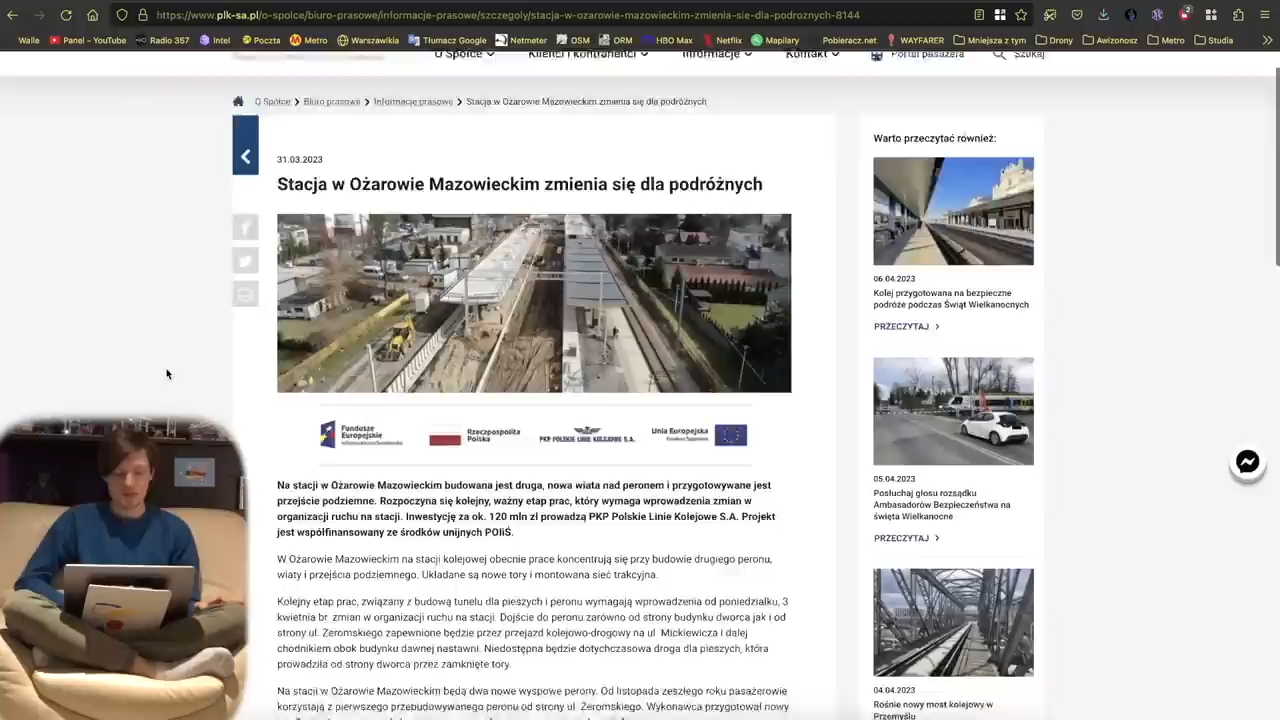 https://www.plk-sa.pl/o-spolce/biuro-prasowe/informacje-prasowe/szczegoly/stacja-w-ozarowie-mazowieckim-zmienia-sie-dla-podroznych-8144
Walle Panel - YouTube Radio 357 Intel Poczta Metro Warszawikla Tłumacz Google Netmeter OSM ORM HBO Max Netflix Mapilary Pobieracz.net WAYFARER Mniejsza z tym Drony Awizonosz Metro Studia
O Spółce Klienci i kontrahenci Informacje Kontakt Portal pasażera Szukaj
O Spółce Biuro prasowe Informacje prasowe Stacja w Ożarowie Mazowieckim zmienia się dla podróżnych
31.03.2023
Stacja w Ożarowie Mazowieckim zmienia się dla podróżnych
Fundusze
Europejskie
Rzeczpospolita
Polska
PKP POLSKIE LINIE KOLEJOWE S.A.
Unia Europejska
Na stacji w Ożarowie Mazowieckim budowana jest druga, nowa wiata nad peronem i przygotowywane jest
przejście podziemne. Rozpoczyna się kolejny, ważny etap prac, który wymaga wprowadzenia zmian w
organizacji ruchu na stacji. Inwestycję za ok. 120 mln zł prowadzą PKP Polskie Linie Kolejowe S.A. Projekt
jest współfinansowany ze środków unijnych POIiŚ.
W Ożarowie Mazowieckim na stacji kolejowej obecnie prace koncentrują się przy budowie drugiego peronu,
wiaty i przejścia podziemnego. Układane są nowe tory i montowana sieć trakcyjna.
Kolejny etap prac, związany z budową tunelu dla pieszych i peronu wymagają wprowadzenia od poniedziałku, 3
kwietnia br. zmian w organizacji ruchu na stacji. Dojście do peronu zarówno od strony budynku dworca jak i od
strony ul. Żeromskiego zapewnione będzie przez przejazd kolejowo-drogowy na ul. Mickiewicza i dalej
chodnikiem obok budynku dawnej nastawni. Niedostępna będzie dotychczasowa droga dla pieszych, która
prowadziła od strony dworca przez zamknięte tory.
Na stacji w Ożarowie Mazowieckim będą dwa nowe wyspowe perony. Od listopada zeszłego roku pasażerowie
korzystają z pierwszego przebudowywanego peronu od strony ul. Żeromskiego. Wykonawca przygotował nowy
Warto przeczytać również:
06.04.2023
Kolej przygotowana na bezpieczne
podróże podczas Świąt Wielkanocnych
PRZECZYTAJ
05.04.2023
Posłuchaj głosu rozsądku
Ambasadorów Bezpieczeństwa na
święta Wielkanocne
PRZECZYTAJ
04.04.2023
Rośnie nowy most kolejowy w
Przemyślu